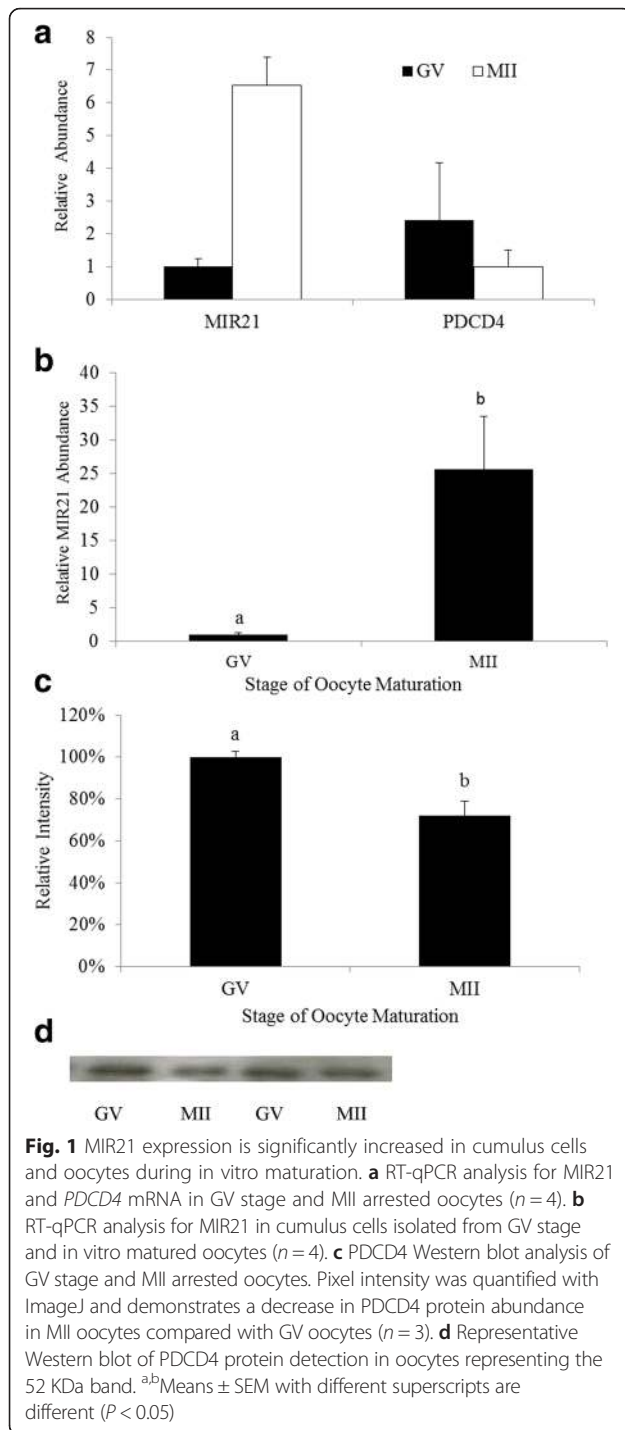 a
8
7
6
5
4
3
2
1
0
Relative Abundance
GV MII
MIR21 PDCD4
b
40
35
30
25
20
15
10
5
0
Relative MIR21 Abundance
a
b
GV MII
Stage of Oocyte Maturation
c
120%
100%
80%
60%
40%
20%
0%
Relative Intensity
a
b
GV MII
Stage of Oocyte Maturation
d
GV MII GV MII
Fig. 1 MIR21 expression is significantly increased in cumulus cells
and oocytes during in vitro maturation. a RT-qPCR analysis for MIR21
and PDCD4 mRNA in GV stage and MII arrested oocytes (n = 4). b
RT-qPCR analysis for MIR21 in cumulus cells isolated from GV stage
and in vitro matured oocytes (n = 4). c PDCD4 Western blot analysis of
GV stage and MII arrested oocytes. Pixel intensity was quantified with
ImageJ and demonstrates a decrease in PDCD4 protein abundance
in MII oocytes compared with GV oocytes (n = 3). d Representative
Western blot of PDCD4 protein detection in oocytes representing the
52 KDa band. a,bMeans ± SEM with different superscripts are
different (P < 0.05)